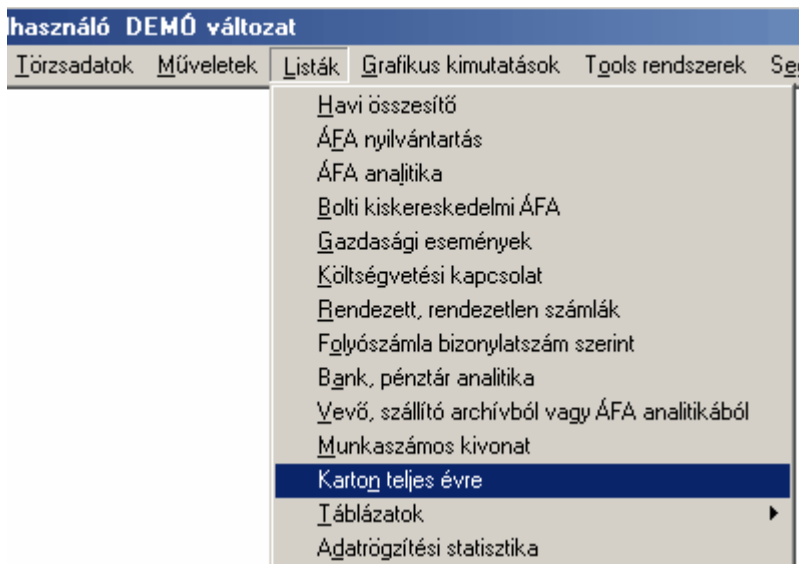 lhasználó DEMÓ változat
Törzsadatok Műveletek Listák Grafikus kimutatások Tools rendszerek Seg
Havi összesítő
ÁFA nyilvántartás
ÁFA analitika
Bolti kiskereskedelmi ÁFA
Gazdasági események
Költségvetési kapcsolat
Rendezett, rendezetlen számlák
Folyószámla bizonylatszám szerint
Bank, pénztár analitika
Vevő, szállító archívból vagy ÁFA analitikából
Munkaszámos kivonat
Karton teljes évre
Táblázatok
Adatrögzítési statisztika